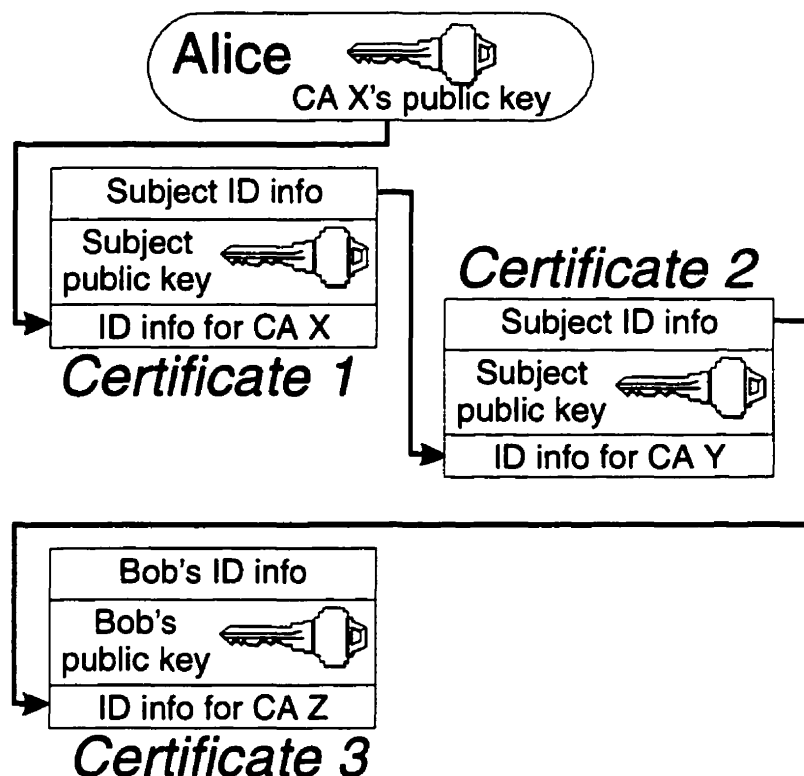 Alice
CA X's public key
Subject ID info
Subject
public key
ID info for CA X
Certificate 1
Certificate 2
Subject ID info
Subject
public key
ID info for CA Y
Bob's ID info
Bob's
public key
ID info for CA Z
Certificate 3